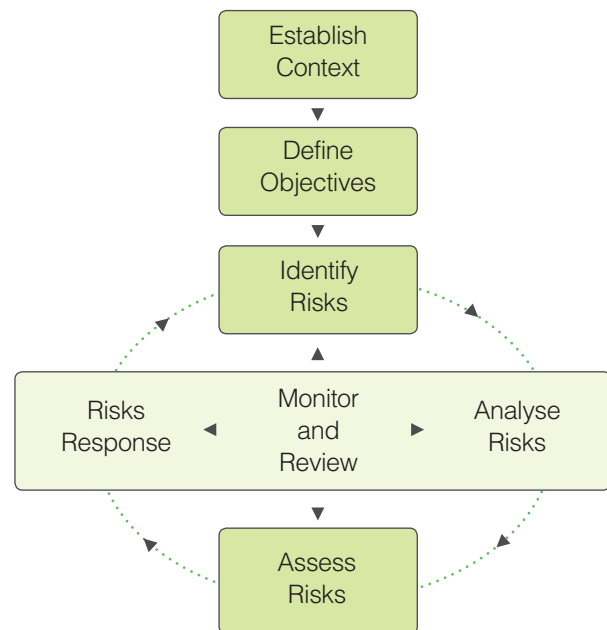 Establish
Context
Define
Objectives
Identify
Risks
Risks
Response
Monitor
and
Review
Analyse
Risks
Assess
Risks